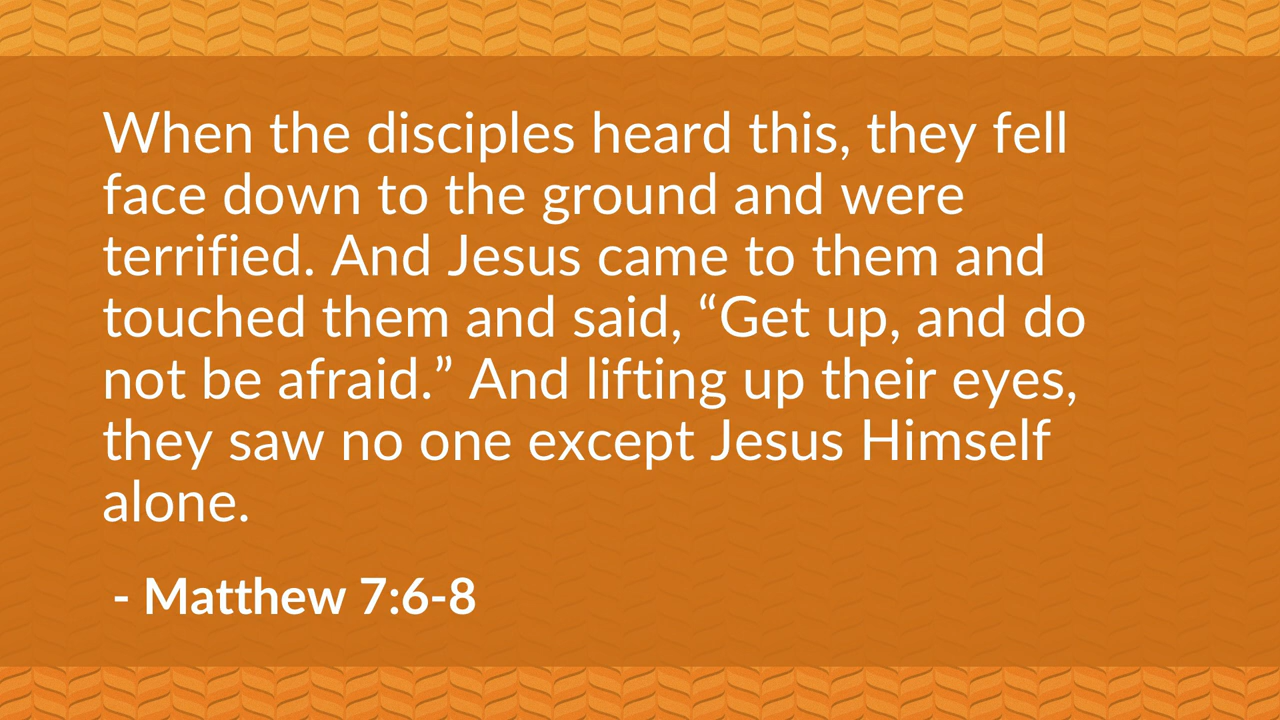 When the disciples heard this, they fell
face down to the ground and were
terrified. And Jesus came to them and
touched them and said, “Get up, and do
not be afraid.” And lifting up their eyes,
they saw no one except Jesus Himself
alone.
- Matthew 7:6-8